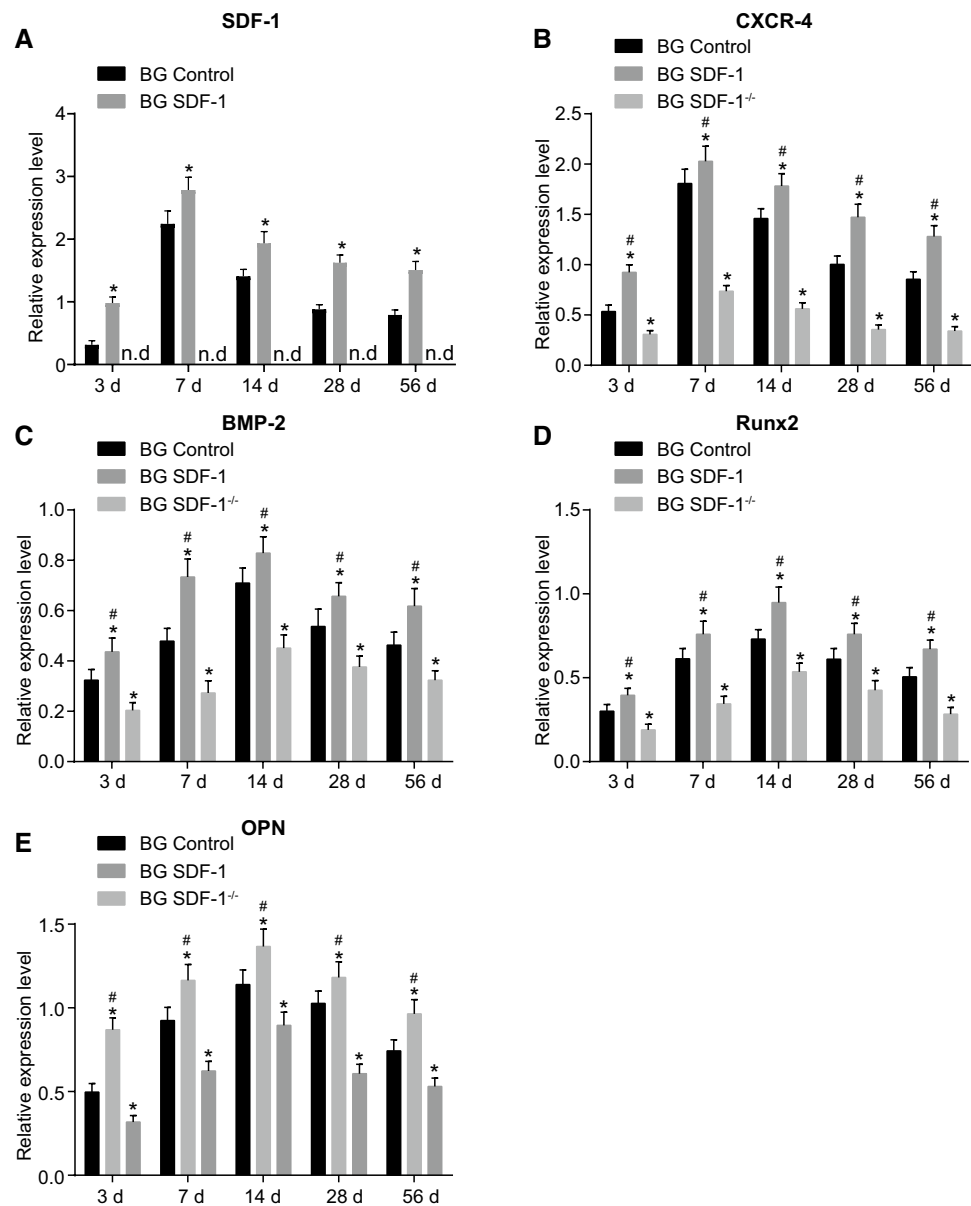 SDF-1
A
BG Control
BG SDF-1
Relative expression level
4
3
2
1
0
*
*
*
*
*
n.d
n.d
n.d
n.d
n.d
3 d 7 d 14 d 28 d 56 d
CXCR-4
B
BG Control
BG SDF-1
BG SDF-1-/-
Relative expression level
2.5
2.0
1.5
1.0
0.5
0.0
#
*
*
#
*
*
#
*
*
#
*
*
#
*
*
3 d 7 d 14 d 28 d 56 d
BMP-2
C
BG Control
BG SDF-1
BG SDF-1-/-
Relative expression level
1.0
0.8
0.6
0.4
0.2
0.0
#
*
*
#
*
*
#
*
*
#
*
*
#
*
*
3 d 7 d 14 d 28 d 56 d
Runx2
D
BG Control
BG SDF-1
BG SDF-1-/-
Relative expression level
1.5
1.0
0.5
0.0
#
*
*
#
*
*
#
*
*
#
*
*
#
*
*
3 d 7 d 14 d 28 d 56 d
OPN
E
BG Control
BG SDF-1
BG SDF-1-/-
Relative expression level
1.5
1.0
0.5
0.0
#
*
*
#
*
*
#
*
*
#
*
*
#
*
*
3 d 7 d 14 d 28 d 56 d